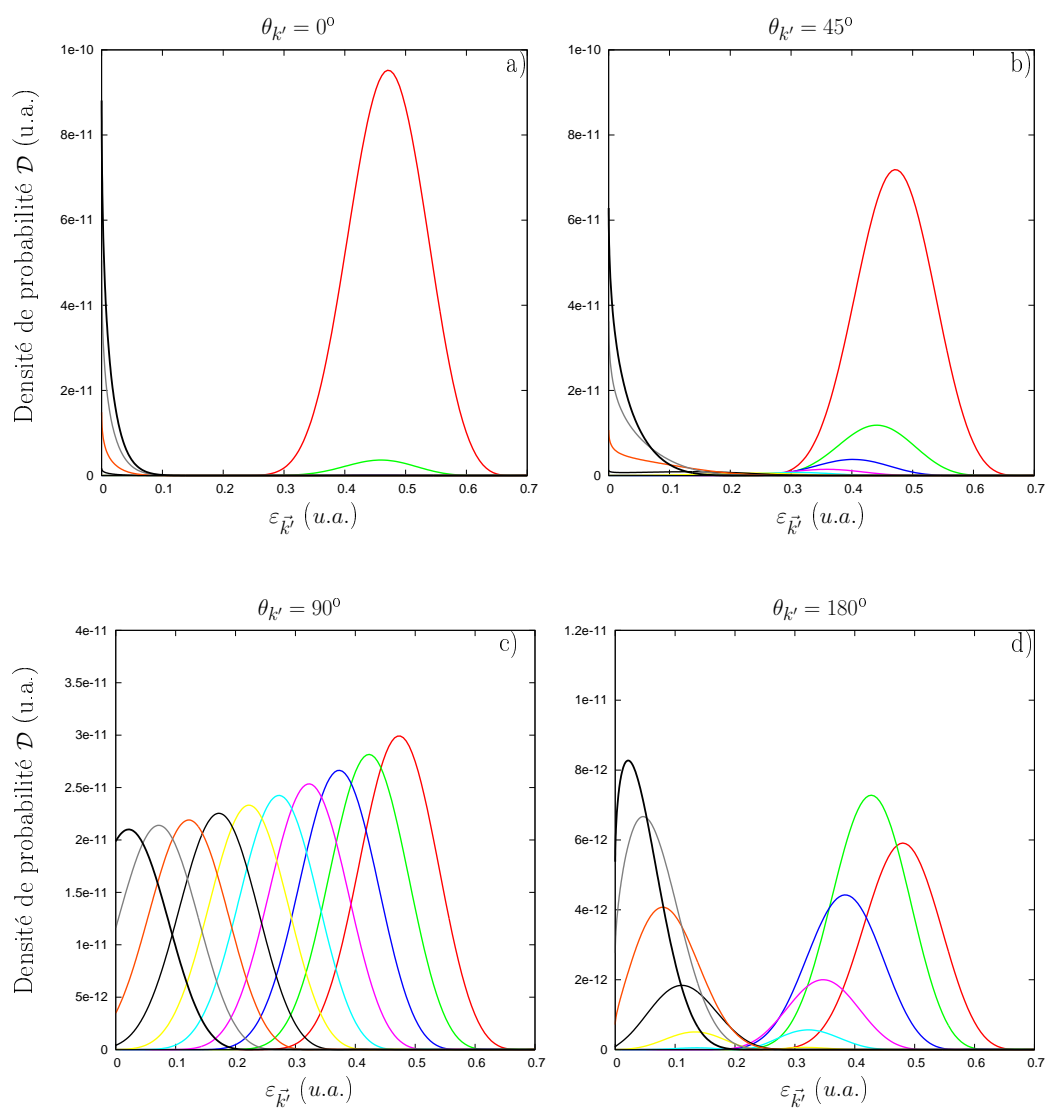 θ_{k′} = 0º
θ_{k′} = 45º
1e-10
8e-11
6e-11
4e-11
2e-11
0
a)
Densité de probabilité 𝒟 (u.a.)
0 0.1 0.2 0.3 0.4 0.5 0.6 0.7
ε_{k⃗′} (u.a.)
1e-10
8e-11
6e-11
4e-11
2e-11
0
b)
0 0.1 0.2 0.3 0.4 0.5 0.6 0.7
ε_{k⃗′} (u.a.)
θ_{k′} = 90º
θ_{k′} = 180º
4e-11
3.5e-11
3e-11
2.5e-11
2e-11
1.5e-11
1e-11
5e-12
0
c)
Densité de probabilité 𝒟 (u.a.)
0 0.1 0.2 0.3 0.4 0.5 0.6 0.7
ε_{k⃗′} (u.a.)
1.2e-11
1e-11
8e-12
6e-12
4e-12
2e-12
0
d)
0 0.1 0.2 0.3 0.4 0.5 0.6 0.7
ε_{k⃗′} (u.a.)